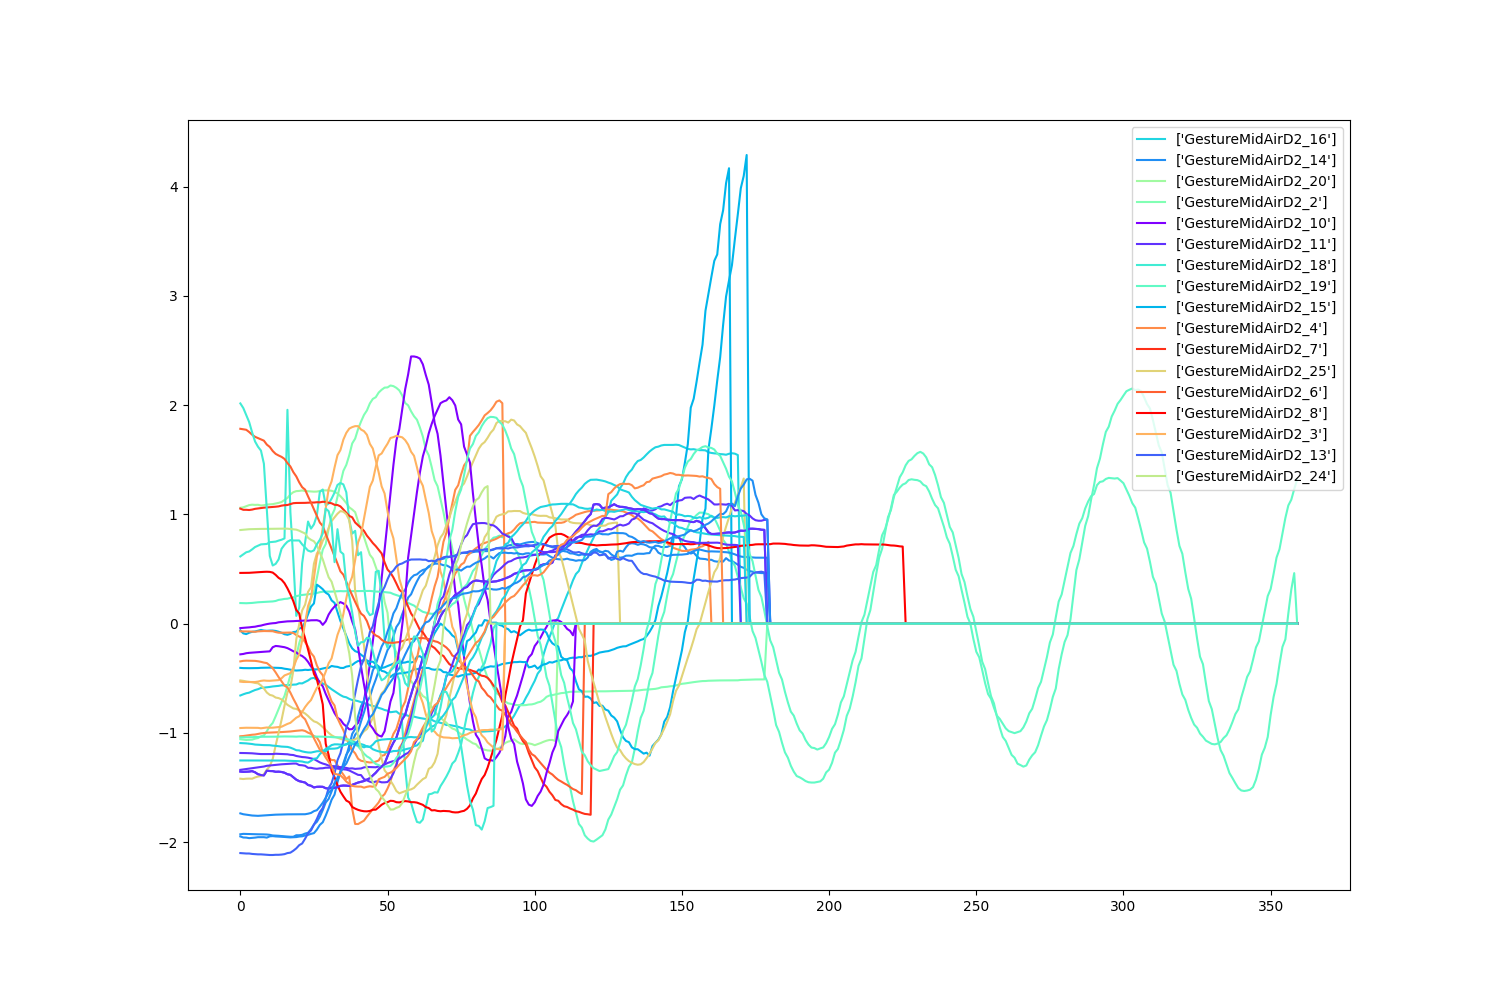 ['GestureMidAirD2_16']
['GestureMidAirD2_14']
['GestureMidAirD2_20']
['GestureMidAirD2_2']
['GestureMidAirD2_10']
['GestureMidAirD2_11']
['GestureMidAirD2_18']
['GestureMidAirD2_19']
['GestureMidAirD2_15']
['GestureMidAirD2_4']
['GestureMidAirD2_7']
['GestureMidAirD2_25']
['GestureMidAirD2_6']
['GestureMidAirD2_8']
['GestureMidAirD2_3']
['GestureMidAirD2_13']
['GestureMidAirD2_24']
4
3
2
1
0
−1
−2
0 50 100 150 200 250 300 350